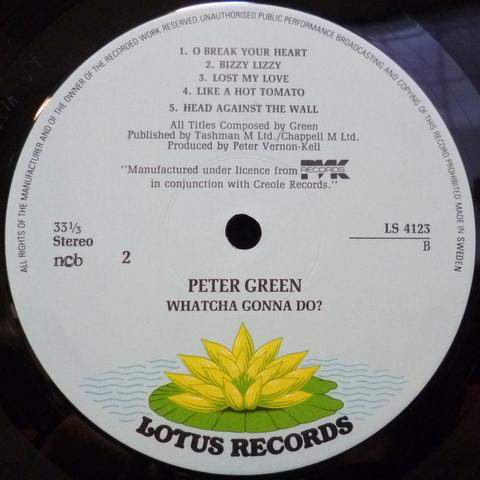 ALL RIGHTS OF THE MANUFACTURER AND OF THE OWNER OF THE RECORDED WORK RESERVED. UNAUTHORISED PUBLIC PERFORMANCE BROADCASTING AND COPYING OF THIS RECORD PROHIBITED MADE IN SWEDEN
1. O BREAK YOUR HEART
2. BIZZY LIZZY
3. LOST MY LOVE
4. LIKE A HOT TOMATO
5. HEAD AGAINST THE WALL
All Titles Composed by Green
Published by Tashman M Ltd./Chappell M Ltd.
Produced by Peter Vernon-Kell
"Manufactured under licence from PVK RECORDS
in conjunction with Creole Records."
33⅓
Stereo
ncb
2
LS 4123
B
PETER GREEN
WHATCHA GONNA DO?
LOTUS RECORDS